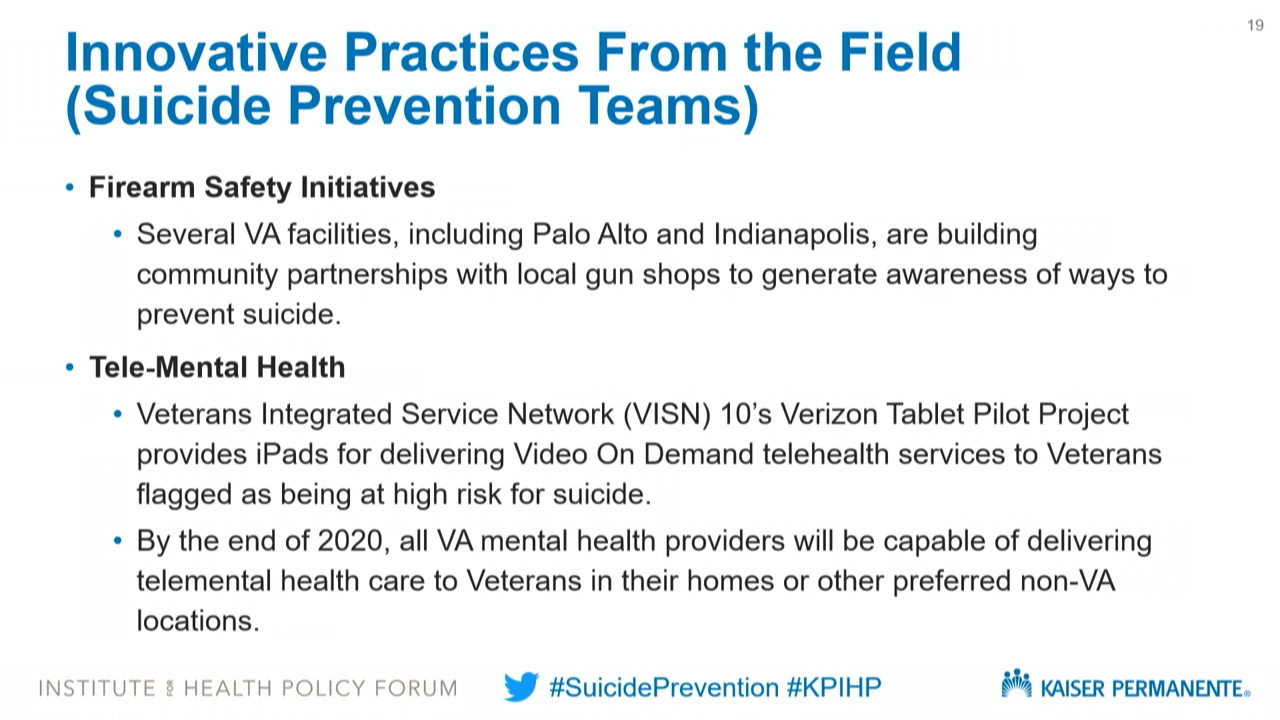 19
Innovative Practices From the Field
(Suicide Prevention Teams)
• Firearm Safety Initiatives
• Several VA facilities, including Palo Alto and Indianapolis, are building
community partnerships with local gun shops to generate awareness of ways to
prevent suicide.
• Tele-Mental Health
• Veterans Integrated Service Network (VISN) 10’s Verizon Tablet Pilot Project
provides iPads for delivering Video On Demand telehealth services to Veterans
flagged as being at high risk for suicide.
• By the end of 2020, all VA mental health providers will be capable of delivering
telemental health care to Veterans in their homes or other preferred non-VA
locations.
INSTITUTE FOR HEALTH POLICY FORUM
#SuicidePrevention #KPIHP
KAISER PERMANENTE®